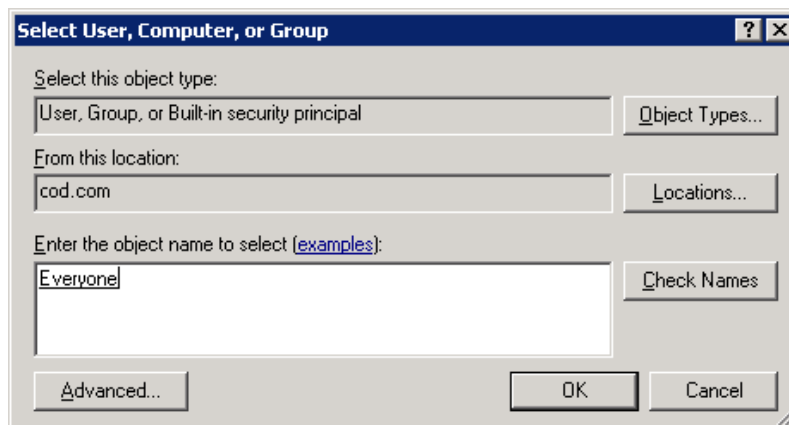 Select User, Computer, or Group
Select this object type:
User, Group, or Built-in security principal
Object Types...
From this location:
cod.com
Locations...
Enter the object name to select (examples):
Everyone
Check Names
Advanced...
OK
Cancel